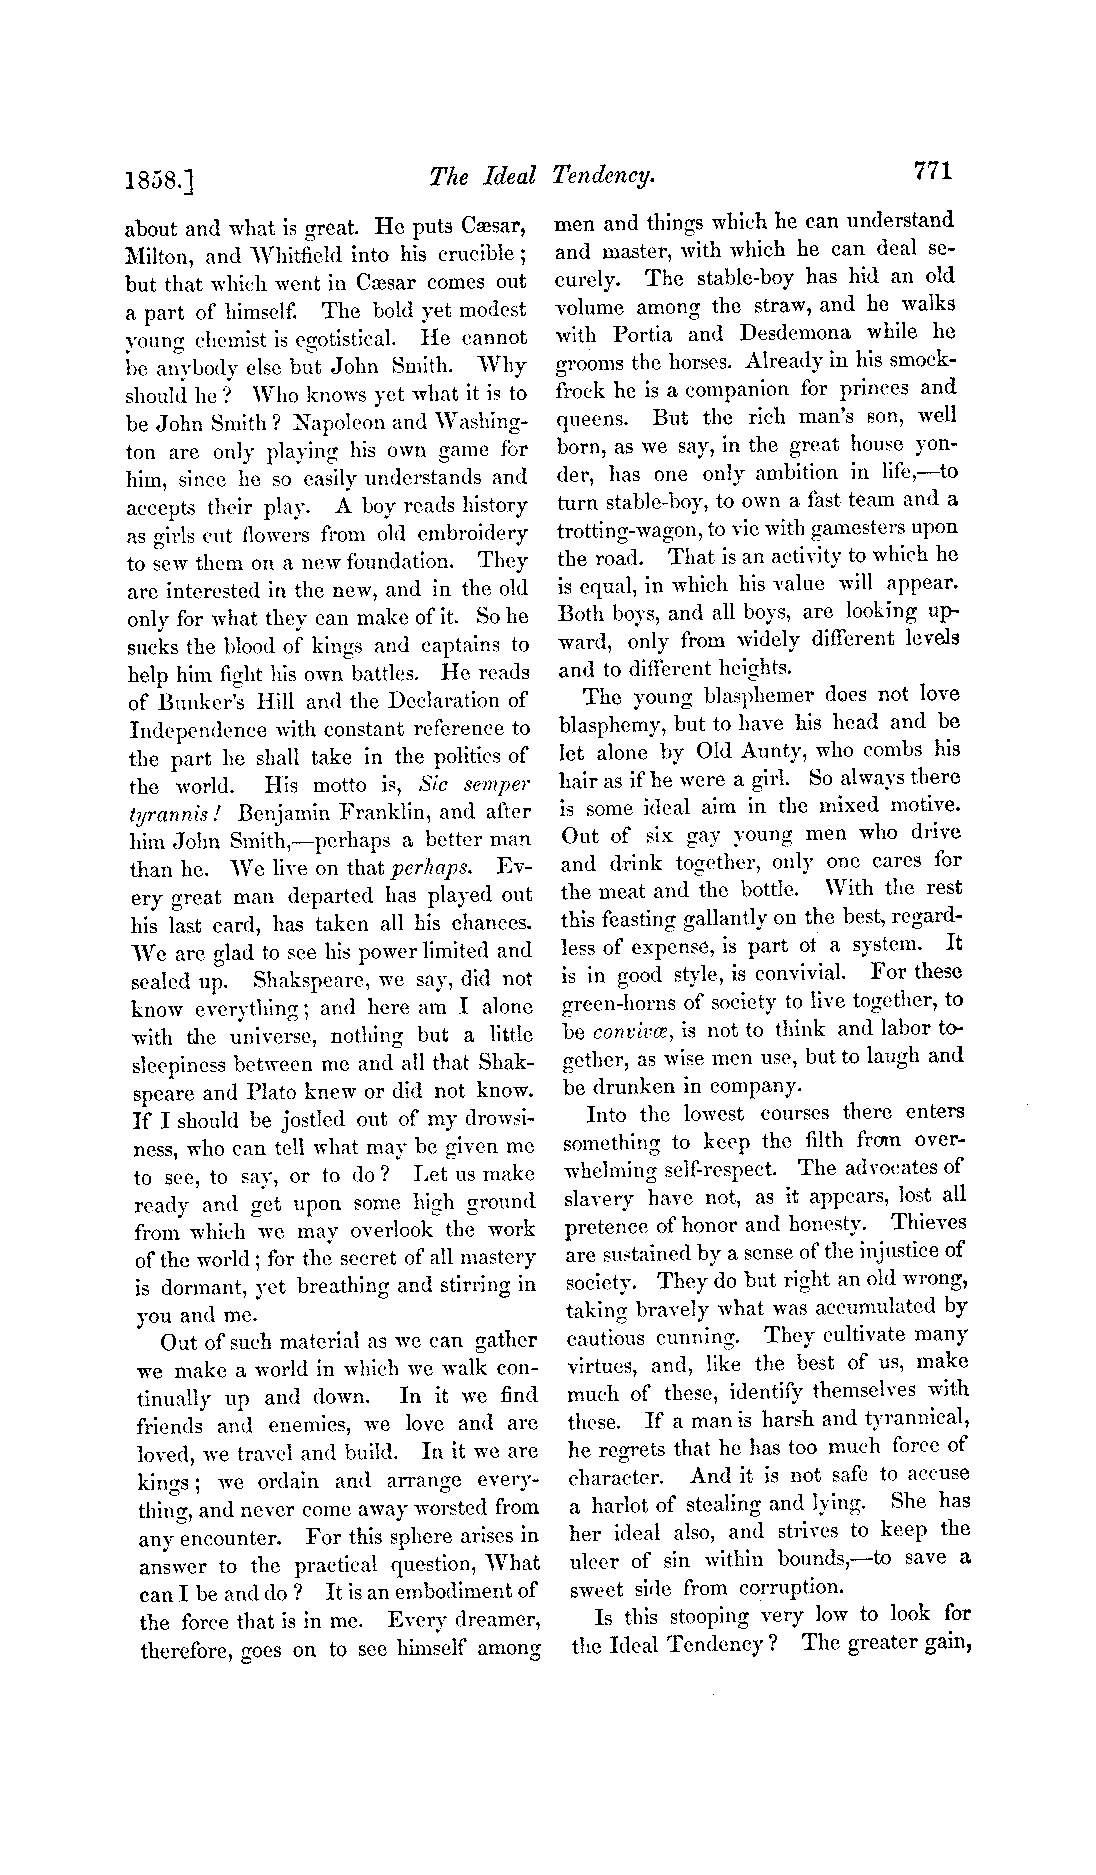 1858.] The Ideal Tendency. 771
about and what is great. He puts Cæsar,
Milton, and Whitfield into his crucible;
but that which went in Cæsar comes out
a part of himself. The bold yet modest
young chemist is egotistical. He cannot
be anybody else but John Smith. Why
should he? Who knows yet what it is to
be John Smith? Napoleon and Washing-
ton are only playing his own game for
him, since he so easily understands and
accepts their play. A boy reads history
as girls cut flowers from old embroidery
to sew them on a new foundation. They
are interested in the new, and in the old
only for what they can make of it. So he
sucks the blood of kings and captains to
help him fight his own battles. He reads
of Bunker's Hill and the Declaration of
Independence with constant reference to
the part he shall take in the politics of
the world. His motto is, Sic semper
tyrannis! Benjamin Franklin, and after
him John Smith,—perhaps a better man
than he. We live on that perhaps. Ev-
ery great man departed has played out
his last card, has taken all his chances.
We are glad to see his power limited and
sealed up. Shakspeare, we say, did not
know everything; and here am I alone
with the universe, nothing but a little
sleepiness between me and all that Shak-
speare and Plato knew or did not know.
If I should be jostled out of my drowsi-
ness, who can tell what may be given me
to see, to say, or to do? Let us make
ready and get upon some high ground
from which we may overlook the work
of the world; for the secret of all mastery
is dormant, yet breathing and stirring in
you and me.
Out of such material as we can gather
we make a world in which we walk con-
tinually up and down. In it we find
friends and enemies, we love and are
loved, we travel and build. In it we are
kings; we ordain and arrange every-
thing, and never come away worsted from
any encounter. For this sphere arises in
answer to the practical question, What
can I be and do? It is an embodiment of
the force that is in me. Every dreamer,
therefore, goes on to see himself among
men and things which he can understand
and master, with which he can deal se-
curely. The stable-boy has hid an old
volume among the straw, and he walks
with Portia and Desdemona while he
grooms the horses. Already in his smock-
frock he is a companion for princes and
queens. But the rich man's son, well
born, as we say, in the great house yon-
der, has one only ambition in life,—to
turn stable-boy, to own a fast team and a
trotting-wagon, to vie with gamesters upon
the road. That is an activity to which he
is equal, in which his value will appear.
Both boys, and all boys, are looking up-
ward, only from widely different levels
and to different heights.
The young blasphemer does not love
blasphemy, but to have his head and be
let alone by Old Aunty, who combs his
hair as if he were a girl. So always there
is some ideal aim in the mixed motive.
Out of six gay young men who drive
and drink together, only one cares for
the meat and the bottle. With the rest
this feasting gallantly on the best, regard-
less of expense, is part of a system. It
is in good style, is convivial. For these
green-horns of society to live together, to
be convivæ, is not to think and labor to-
gether, as wise men use, but to laugh and
be drunken in company.
Into the lowest courses there enters
something to keep the filth from over-
whelming self-respect. The advocates of
slavery have not, as it appears, lost all
pretence of honor and honesty. Thieves
are sustained by a sense of the injustice of
society. They do but right an old wrong,
taking bravely what was accumulated by
cautious cunning. They cultivate many
virtues, and, like the best of us, make
much of these, identify themselves with
these. If a man is harsh and tyrannical,
he regrets that he has too much force of
character. And it is not safe to accuse
a harlot of stealing and lying. She has
her ideal also, and strives to keep the
ulcer of sin within bounds,—to save a
sweet side from corruption.
Is this stooping very low to look for
the Ideal Tendency? The greater gain,